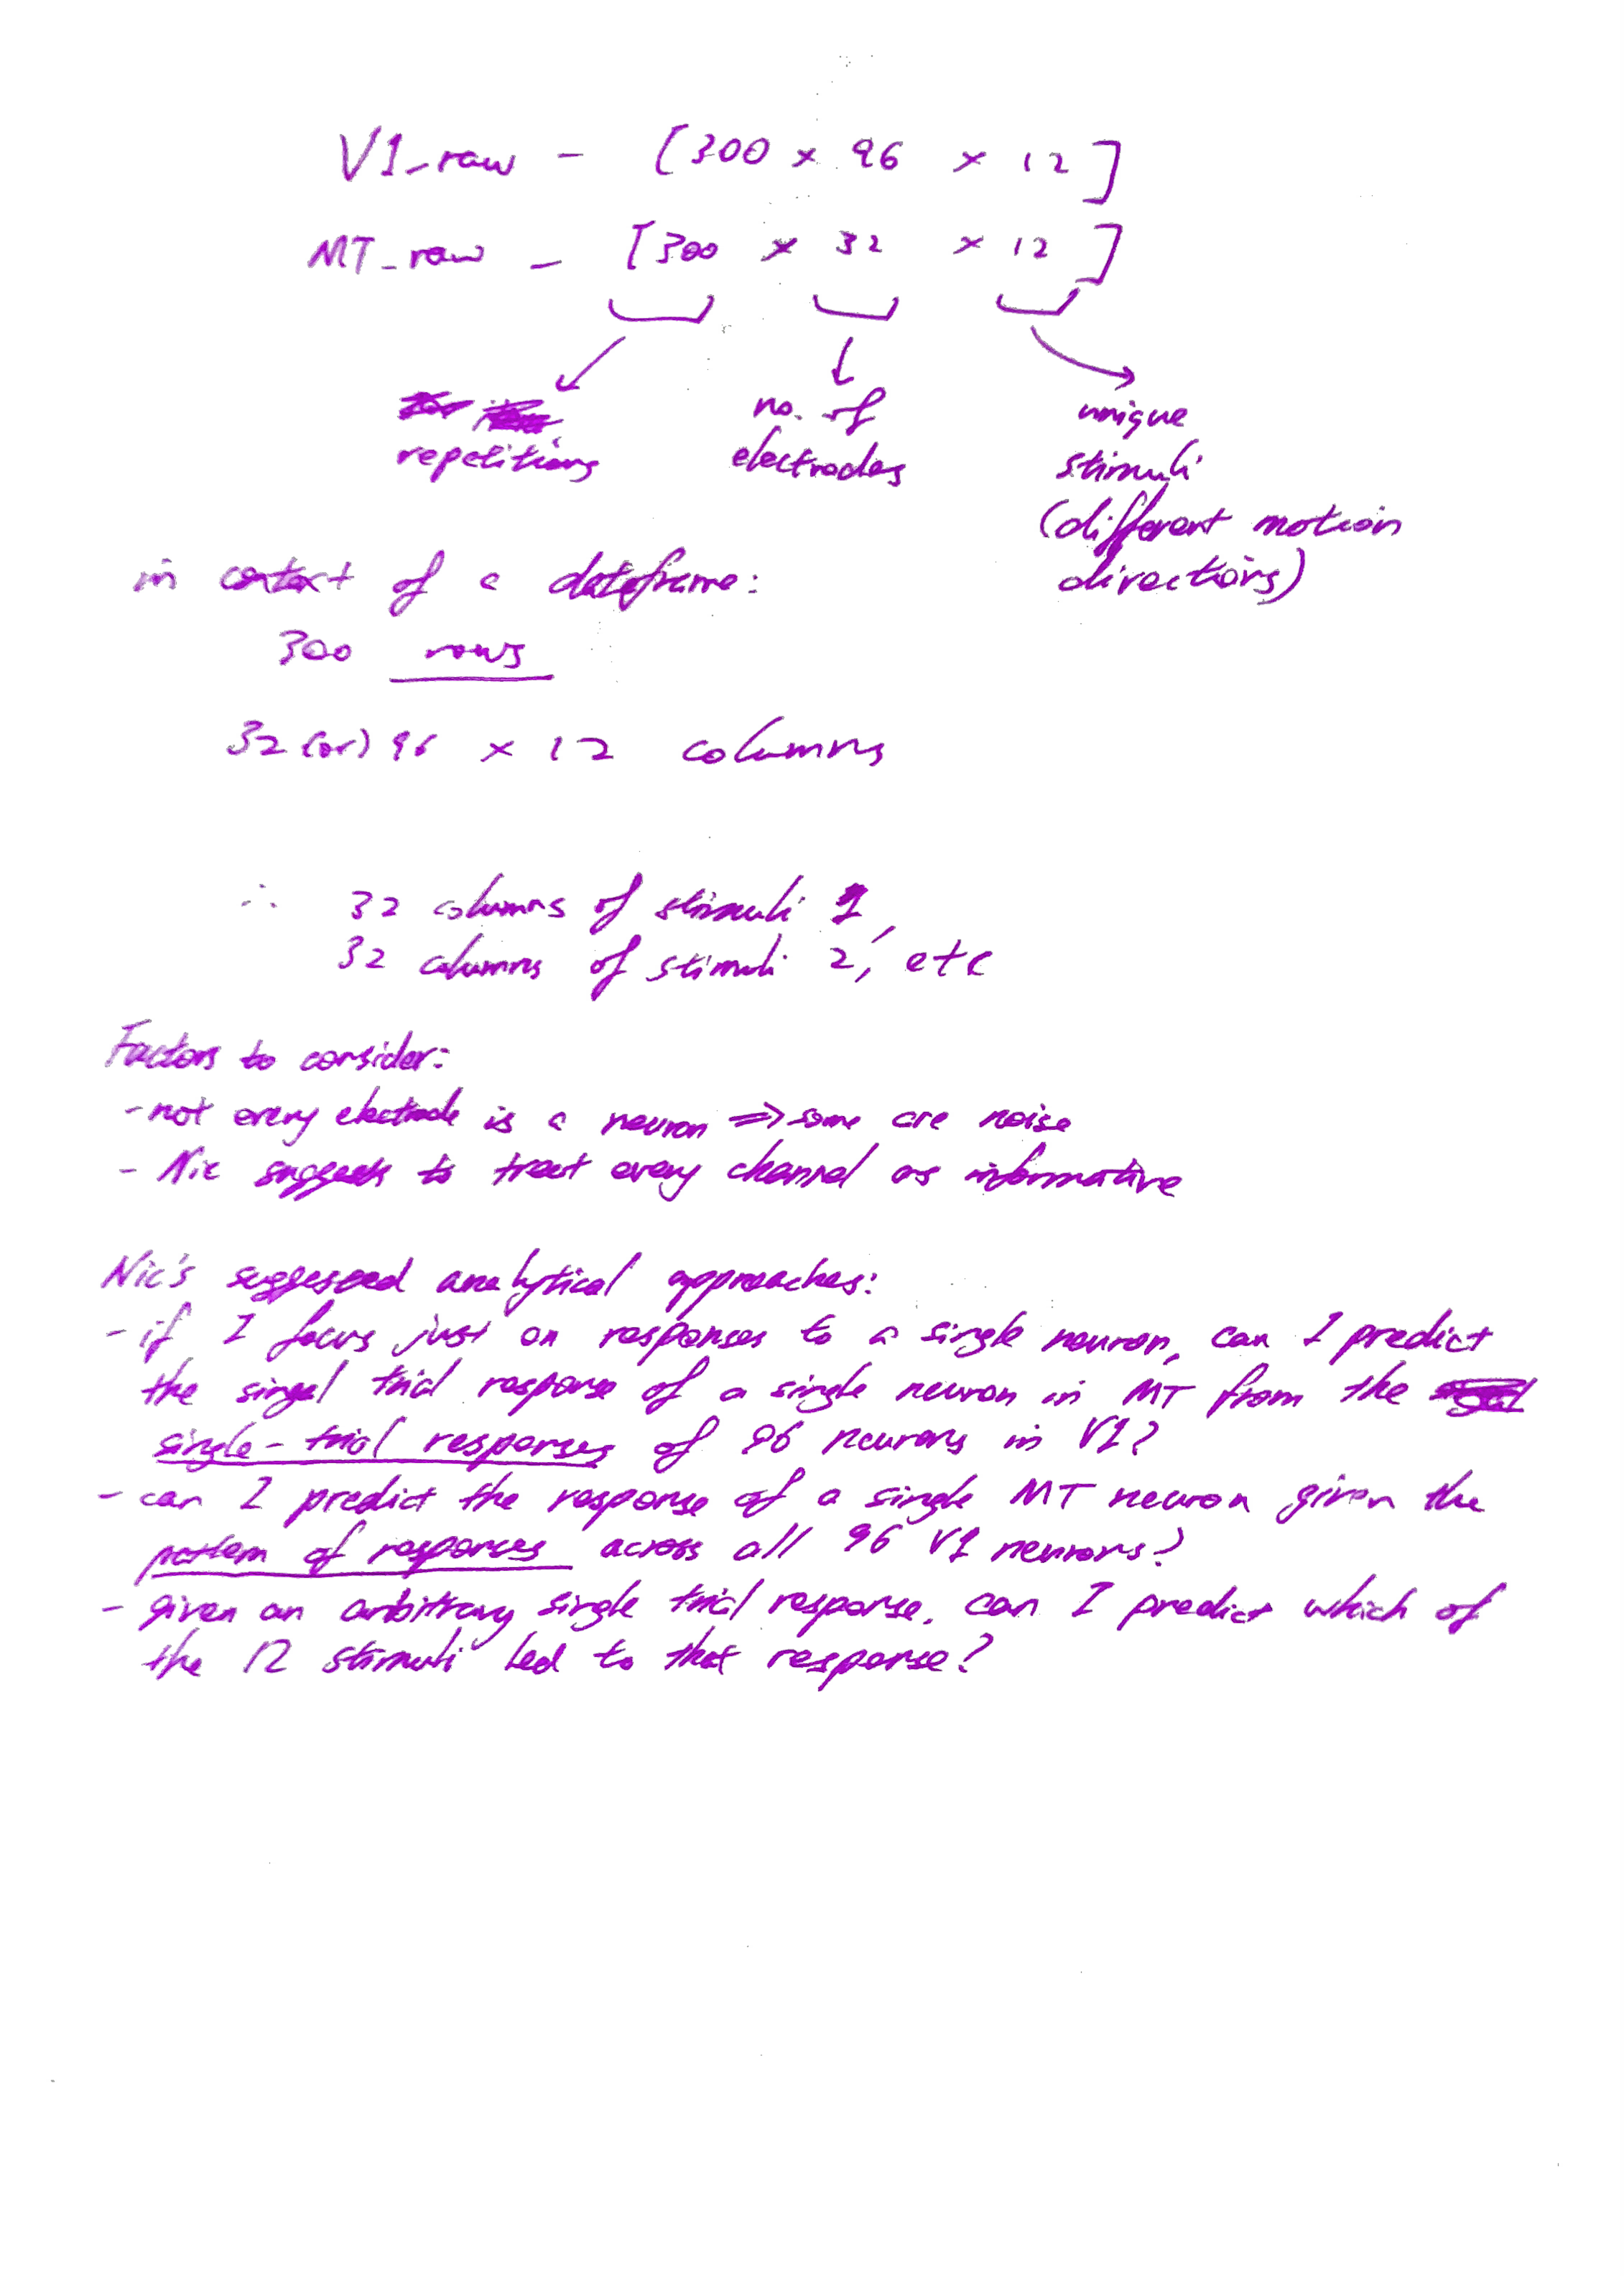 V1_raw - [300 x 96 x 12]
MT_raw - [300 x 32 x 12]
repetitions
no. of
electrodes
unique
stimuli
(different motion
directions)
in context of a dataframe:
300 rows
32 (or) 96 x 12 columns
∴ 32 columns of stimuli 1,
32 columns of stimuli 2, etc
Factors to consider:
- not every electrode is a neuron => some are noise
- Nic suggests to treat every channel as informative
Nic's suggested analytical approaches:
- if I focus just on responses to a single neuron, can I predict
the singel trial response of a single neuron in MT from the
single-trial responses of 96 neurons in V1?
- can I predict the response of a single MT neuron given the
pattern of responses across all 96 V1 neurons?
- given an arbitrary single trial response, can I predict which of
the 12 stimuli led to that response?